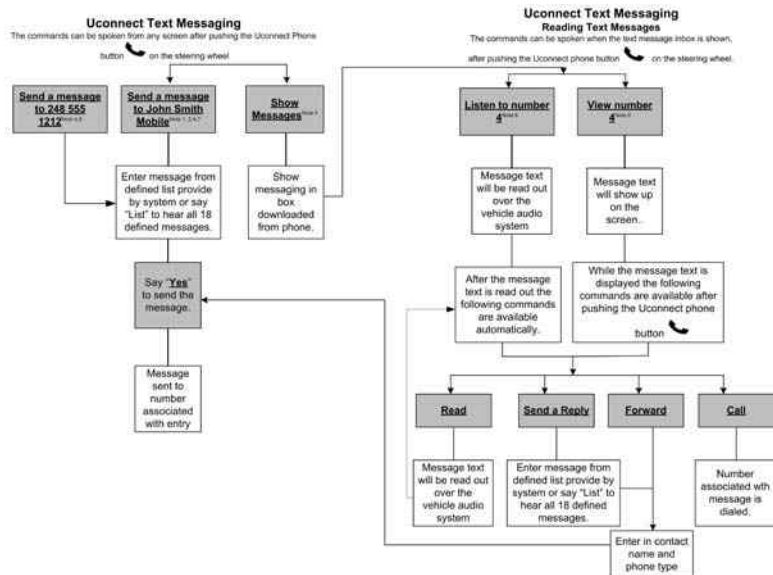 Uconnect Text Messaging
The commands can be spoken from any screen after pushing the Uconnect Phone
button on the steering wheel
Send a message
to 248 555
1212
Send a message
to John Smith
Mobile
Show
Messages
Enter message from
defined list provide
by system or say
"List" to hear all 18
defined messages.
Show
messaging in
box
downloaded
from phone.
Say "Yes"
to send the
message.
Message
sent to
number
associated
with entry
Uconnect Text Messaging
Reading Text Messages
The commands can be spoken when the text message inbox is shown,
after pushing the Uconnect phone button on the steering wheel.
Listen to number
4
View number
4
Message text
will be read out
over the
vehicle audio
system
Message text
will show up
on the
screen..
After the message
text is read out the
following commands
are available
automatically.
While the message text is
displayed the following
commands are available after
pushing the Uconnect phone
button
Read
Send a Reply
Forward
Call
Message text
will be read out
over the
vehicle audio
system
Enter message from
defined list provide by
system or say "List" to
hear all 18 defined
messages.
Number
associated wth
message is
dialed.
Enter in contact
name and
phone type